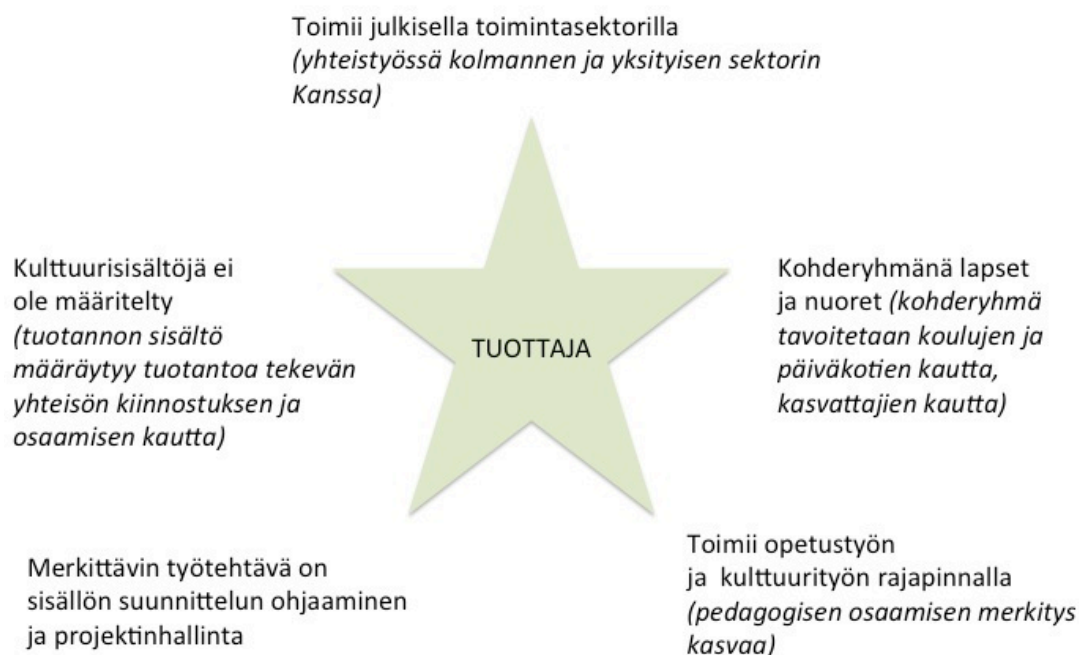 Toimii julkisella toimintasektorilla
(yhteistyössä kolmannen ja yksityisen sektorin
Kanssa)
Kulttuurisisältöjä ei
ole määritelty
(tuotannon sisältö
määräytyy tuotantoa tekevän
yhteisön kiinnostuksen ja
osaamisen kautta)
TUOTTAJA
Kohderyhmänä lapset
ja nuoret (kohderyhmä
tavoitetaan koulujen ja
päiväkotien kautta,
kasvattajien kautta)
Merkittävin työtehtävä on
sisällön suunnittelun ohjaaminen
ja projektinhallinta
Toimii opetustyön
ja kulttuurityön rajapinnalla
(pedagogisen osaamisen merkitys
kasvaa)